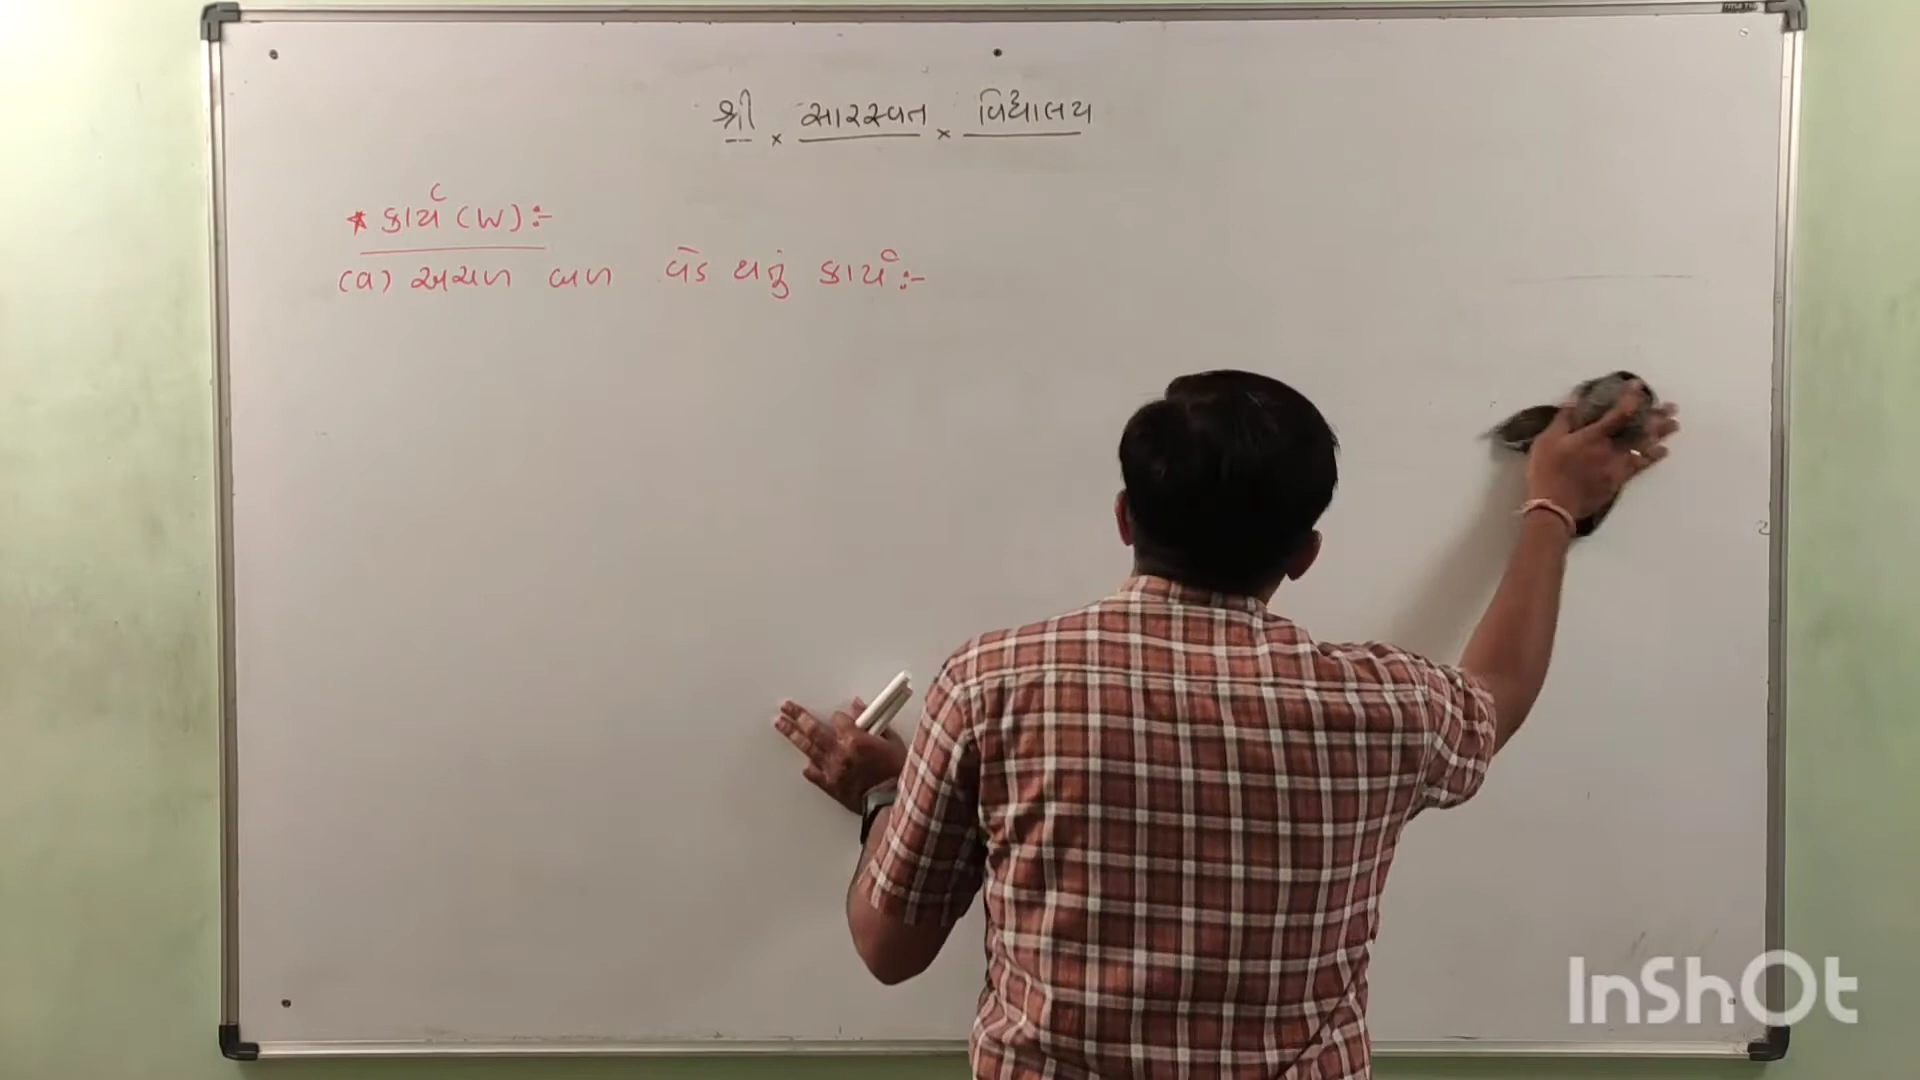 શ્રી × સારસ્વત × વિદ્યાલય
* કાર્ય (W) :-
(a) અચળ બળ વડે થતું કાર્ય :-
InShOt